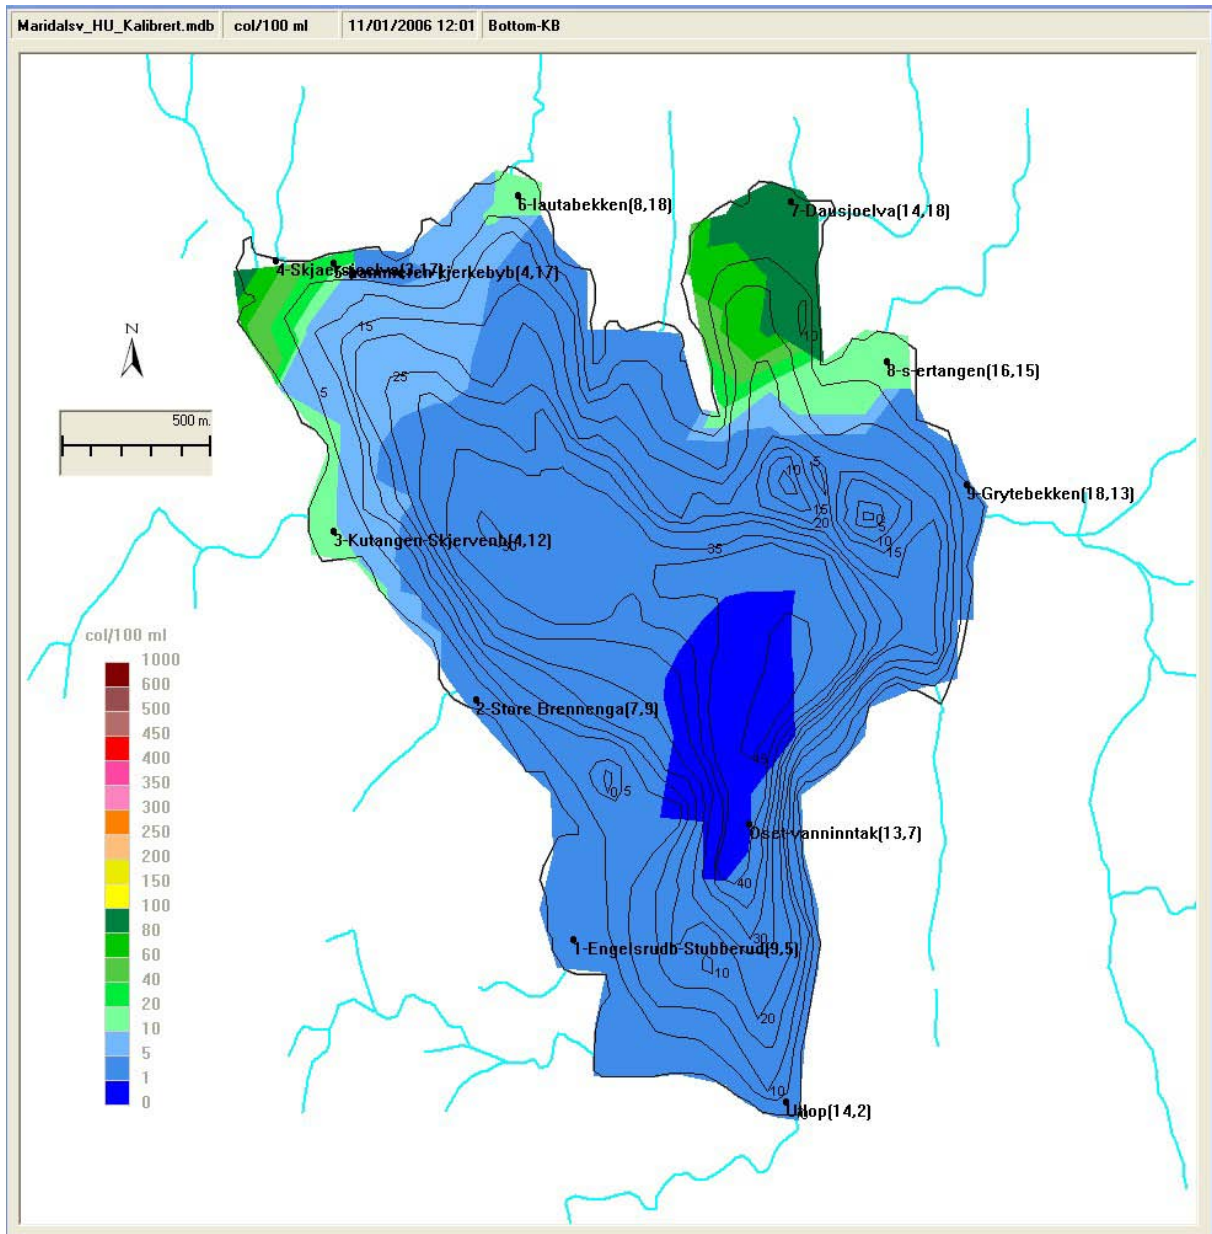 Maridalsv_HU_Kalibrert.mdb col/100 ml 11/01/2006 12:01 Bottom-KB
6-lautabekken(8,18)
7-Dausjoelva(14,18)
4-Skjaersjoelva(3,17)
kjerkebyb(4,17)
N
15
10
8-s-ertangen(16,15)
25
5
500 m.
10
5
15
20
0
5
10
15
9-Grytebekken(18,13)
3-Kutangen-Skjervenb(4,12)
35
30
col/100 ml
1000
600
500
450
400
350
300
250
200
150
100
80
60
40
20
10
5
1
0
2-Store Brennenga(7,9)
45
0
5
Oset-vanninntak(13,7)
40
1-Engelsrudb-Stubberud(9,5)
30
10
20
10
Utlop(14,2)